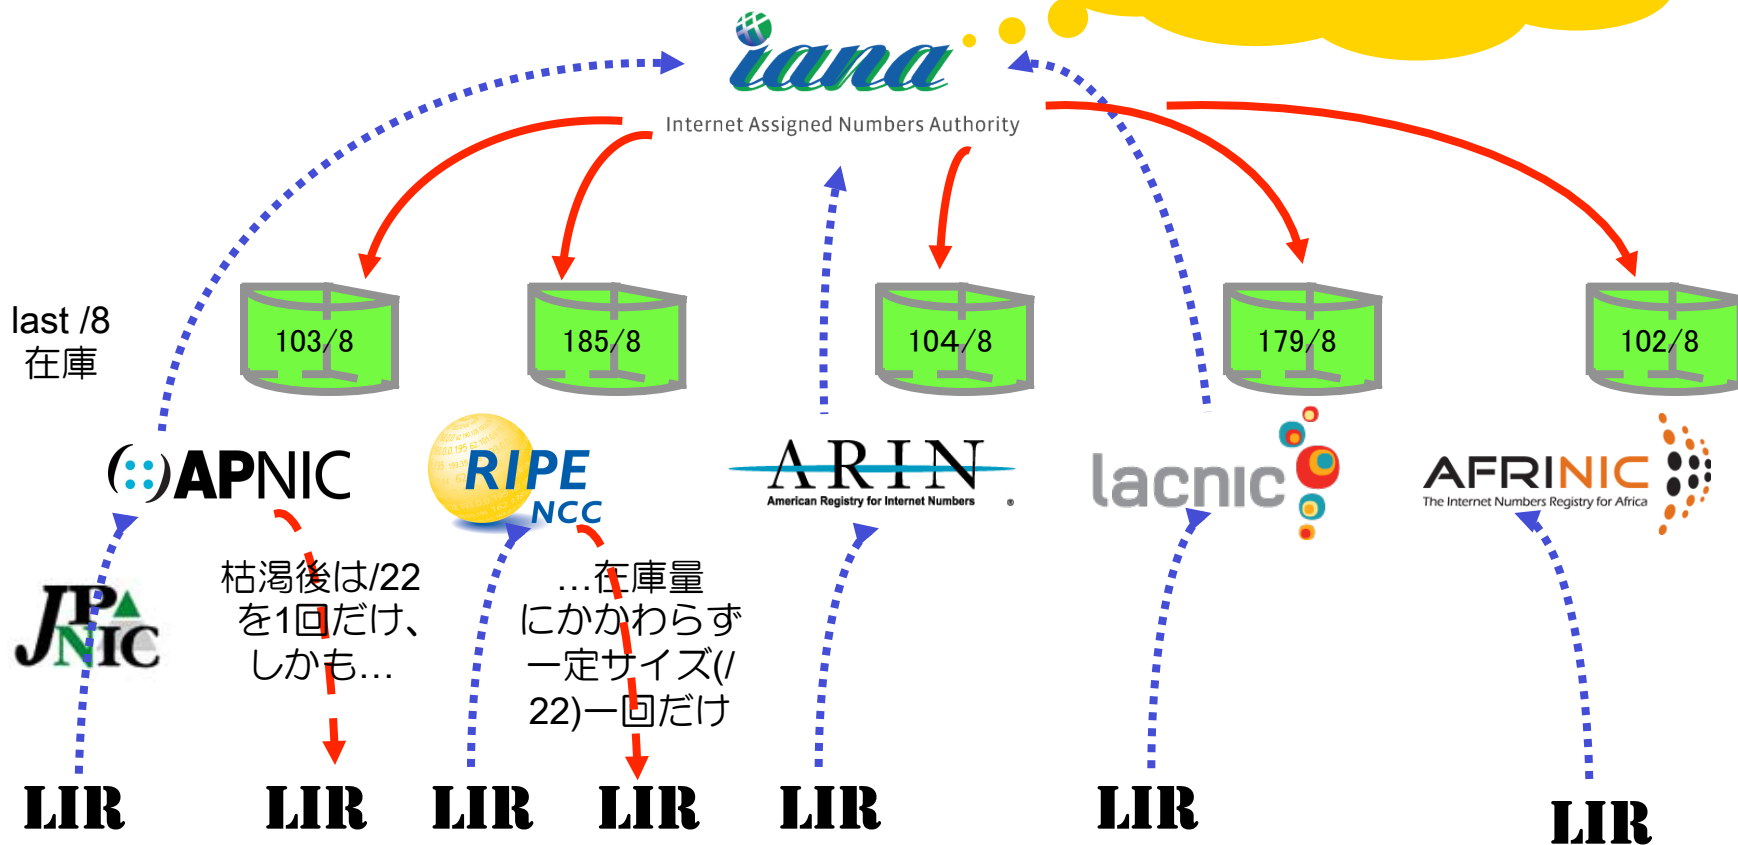 iana
Internet Assigned Numbers Authority
last /8
在庫
103/8
185/8
104/8
179/8
102/8
APNIC
RIPE
NCC
ARIN
American Registry for Internet Numbers
®
lacnic
AFRINIC
The Internet Numbers Registry for Africa
JPNIC
枯渇後は/22
を1回だけ、
しかも…
…在庫量
にかかわらず
一定サイズ(/
22)一回だけ
LIR
LIR
LIR
LIR
LIR
LIR
LIR